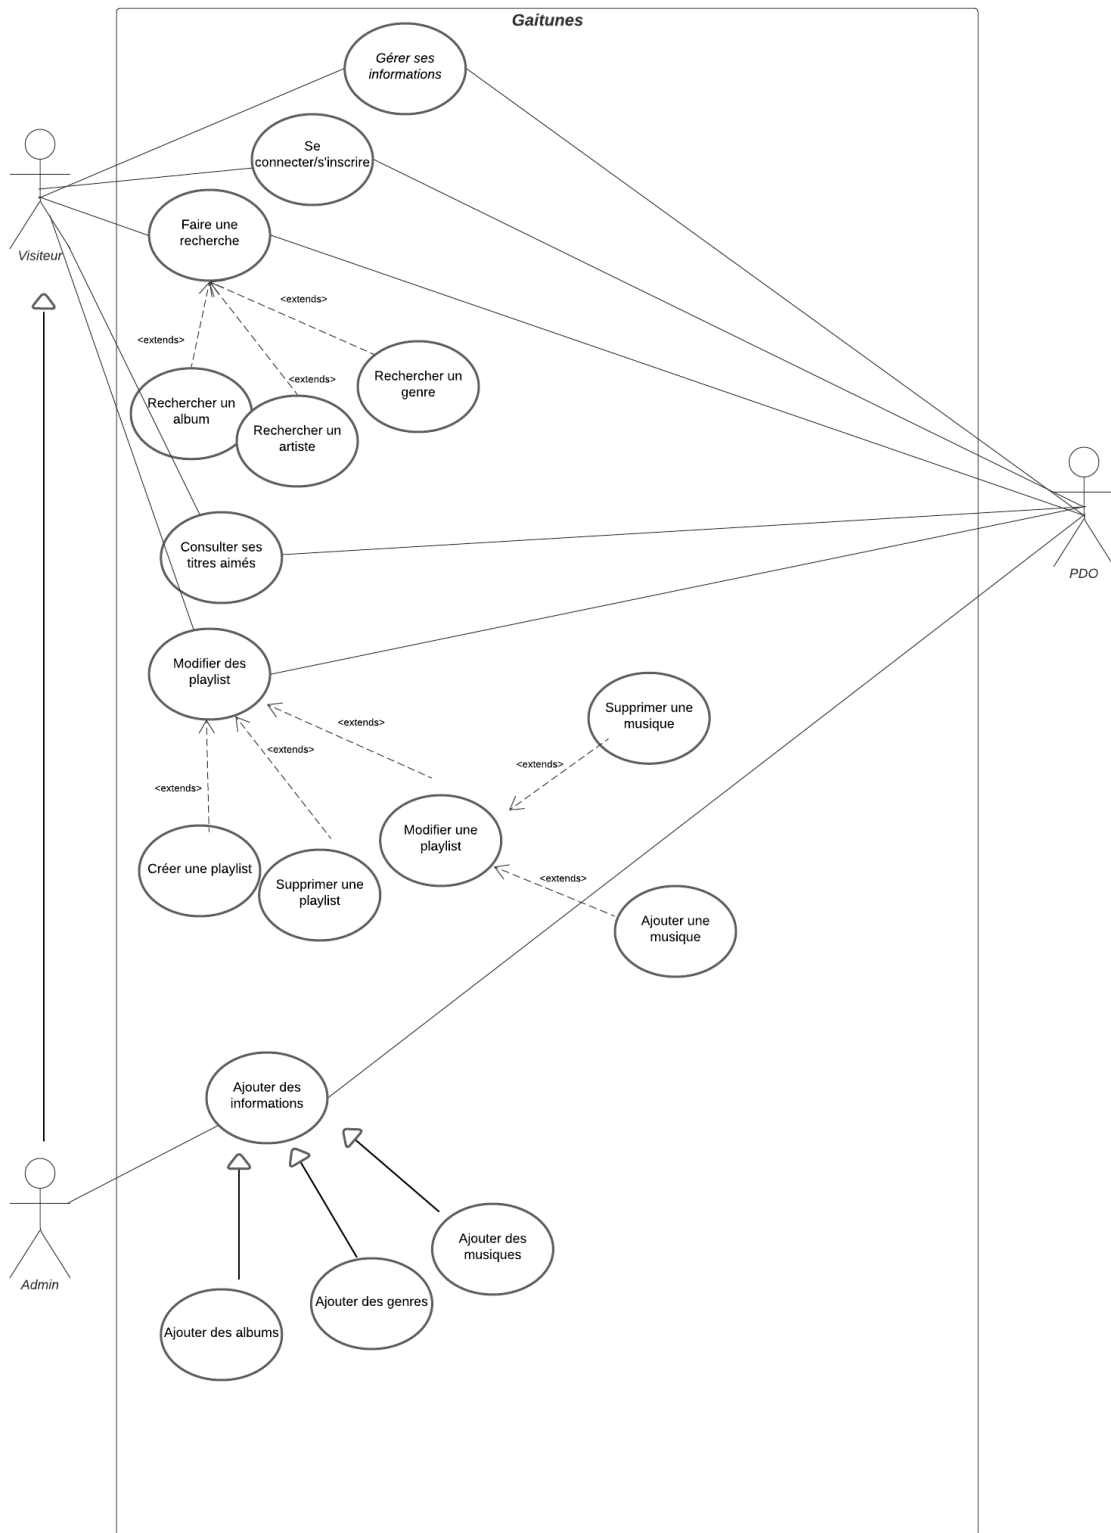 Gaitunes
Gérer ses
informations
Se
connecter/s'inscrire
Faire une
recherche
Visiteur
<extends>
<extends>
<extends>
Rechercher un
genre
Rechercher un
album
Rechercher un
artiste
Consulter ses
titres aimés
PDO
Modifier des
playlist
Supprimer une
musique
<extends>
<extends>
<extends>
<extends>
Modifier une
playlist
Créer une playlist
Supprimer une
playlist
<extends>
Ajouter une
musique
Ajouter des
informations
Admin
Ajouter des
musiques
Ajouter des genres
Ajouter des albums